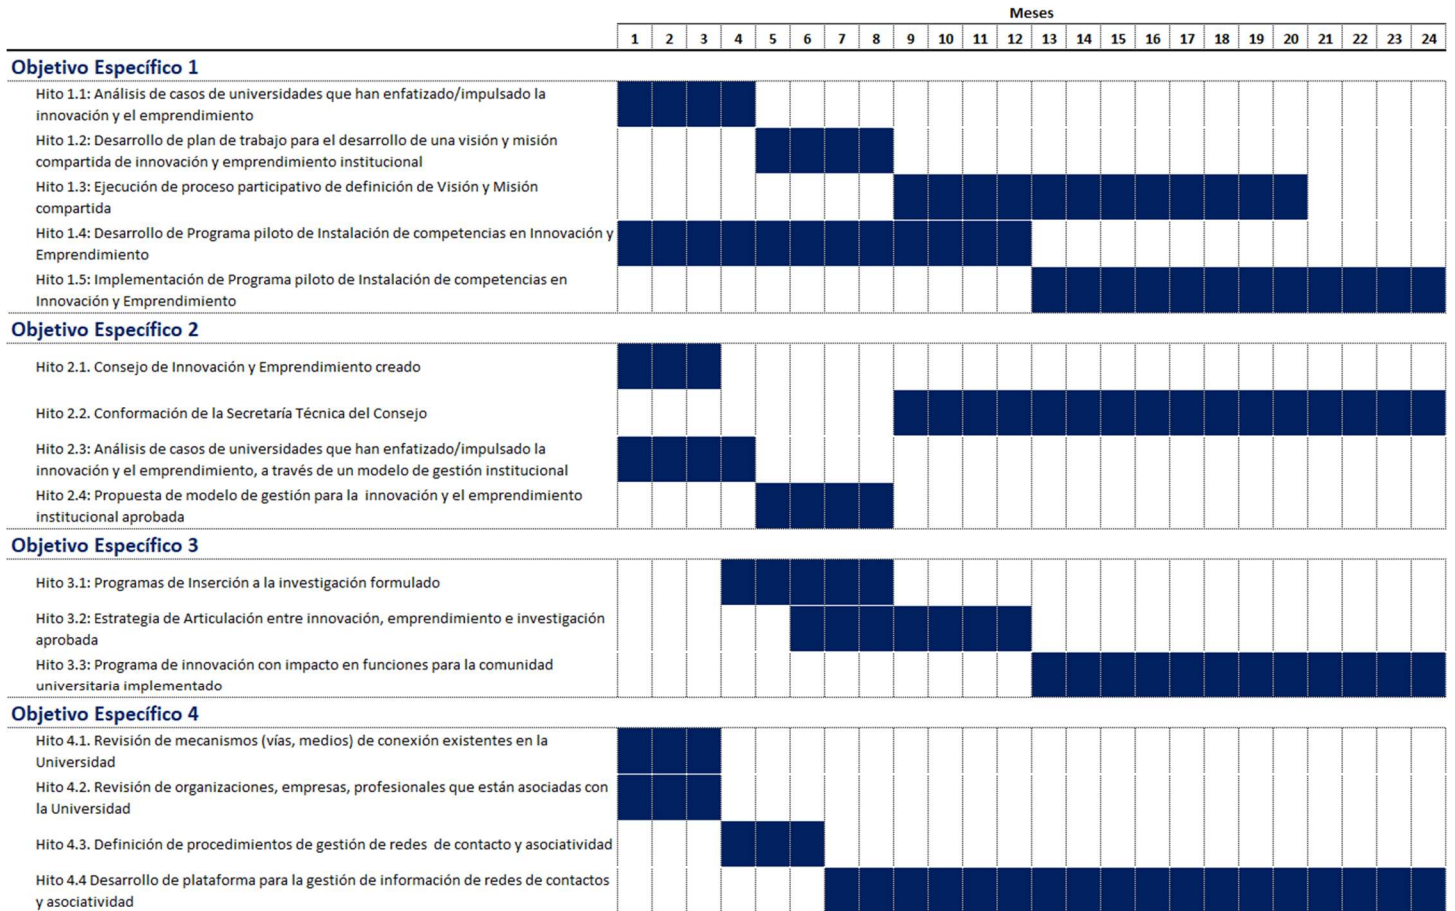 Meses
1 2 3 4 5 6 7 8 9 10 11 12 13 14 15 16 17 18 19 20 21 22 23 24
Objetivo Específico 1
Hito 1.1: Análisis de casos de universidades que han enfatizado/impulsado la
innovación y el emprendimiento
Hito 1.2: Desarrollo de plan de trabajo para el desarrollo de una visión y misión
compartida de innovación y emprendimiento institucional
Hito 1.3: Ejecución de proceso participativo de definición de Visión y Misión
compartida
Hito 1.4: Desarrollo de Programa piloto de Instalación de competencias en Innovación y
Emprendimiento
Hito 1.5: Implementación de Programa piloto de Instalación de competencias en
Innovación y Emprendimiento
Objetivo Específico 2
Hito 2.1. Consejo de Innovación y Emprendimiento creado
Hito 2.2. Conformación de la Secretaría Técnica del Consejo
Hito 2.3: Análisis de casos de universidades que han enfatizado/impulsado la
innovación y el emprendimiento, a través de un modelo de gestión institucional
Hito 2.4: Propuesta de modelo de gestión para la innovación y el emprendimiento
institucional aprobada
Objetivo Específico 3
Hito 3.1: Programas de Inserción a la investigación formulado
Hito 3.2: Estrategia de Articulación entre innovación, emprendimiento e investigación
aprobada
Hito 3.3: Programa de innovación con impacto en funciones para la comunidad
universitaria implementado
Objetivo Específico 4
Hito 4.1. Revisión de mecanismos (vías, medios) de conexión existentes en la
Universidad
Hito 4.2. Revisión de organizaciones, empresas, profesionales que están asociadas con
la Universidad
Hito 4.3. Definición de procedimientos de gestión de redes de contacto y asociatividad
Hito 4.4 Desarrollo de plataforma para la gestión de información de redes de contactos
y asociatividad